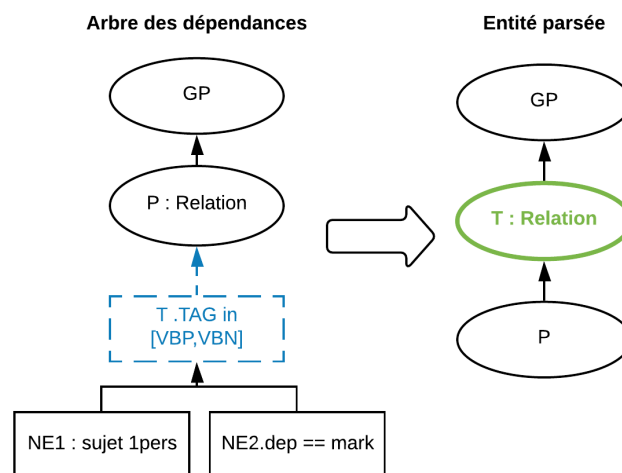 Arbre des dépendances
Entité parsée
GP
GP
P : Relation
T : Relation
T .TAG in
[VBP,VBN]
P
NE1 : sujet 1pers
NE2.dep == mark